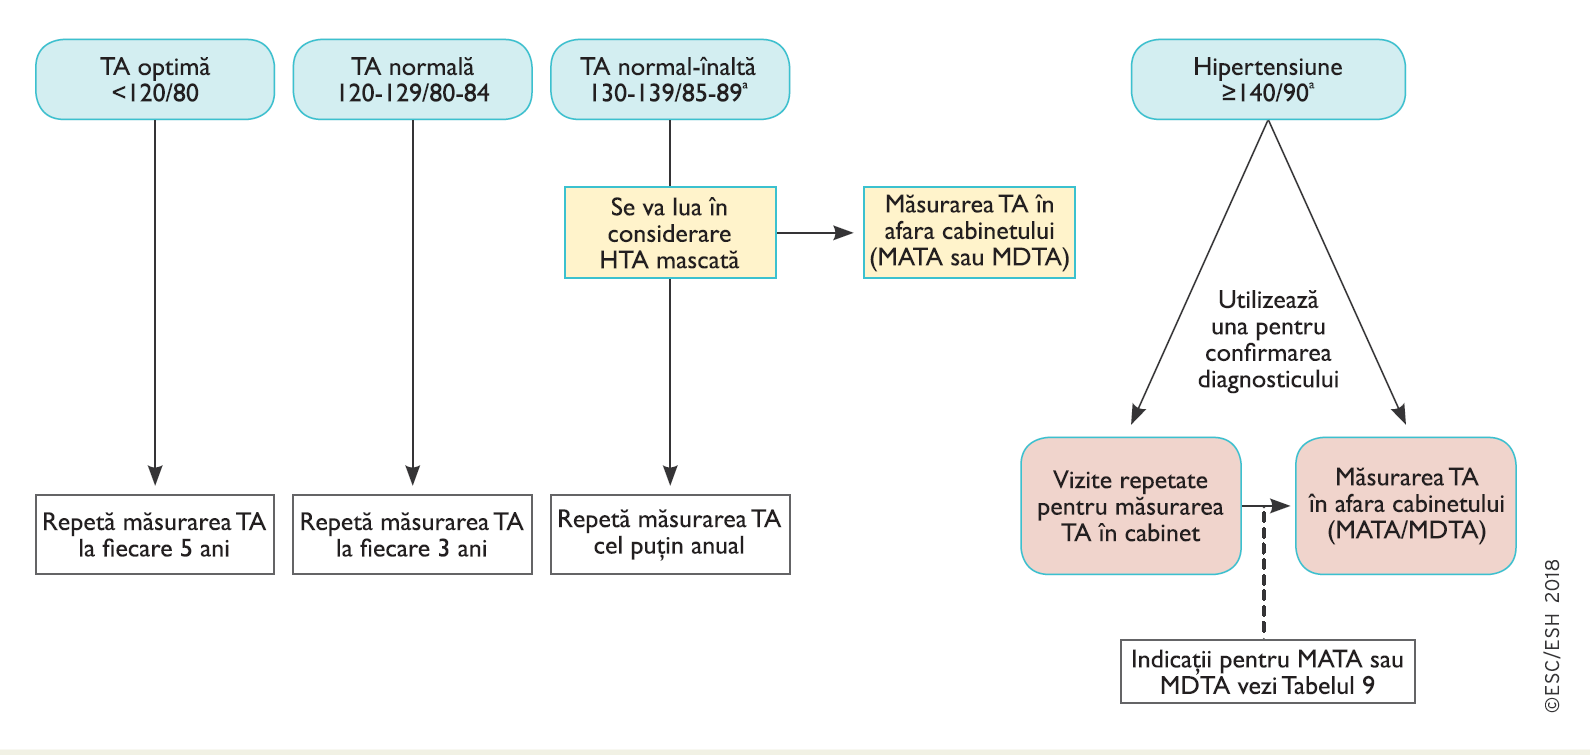 TA optimă
<120/80
TA normală
120-129/80-84
TA normal-înaltă
130-139/85-89ª
Hipertensiune
≥140/90ª
Se va lua în
considerare
HTA mascată
Măsurarea TA în
afara cabinetului
(MATA sau MDTA)
Utilizează
una pentru
confirmarea
diagnosticului
Repetă măsurarea TA
la fiecare 5 ani
Repetă măsurarea TA
la fiecare 3 ani
Repetă măsurarea TA
cel puțin anual
Vizite repetate
pentru măsurarea
TA în cabinet
Măsurarea TA
în afara cabinetului
(MATA/MDTA)
Indicații pentru MATA sau
MDTA vezi Tabelul 9
©ESC/ESH 2018